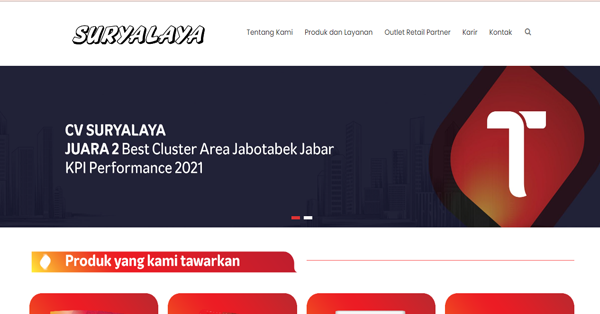 SURYALAYA
Tentang Kami Produk dan Layanan Outlet Retail Partner Karir Kontak
CV SURYALAYA
JUARA 2 Best Cluster Area Jabotabek Jabar
KPI Performance 2021
T
Produk yang kami tawarkan